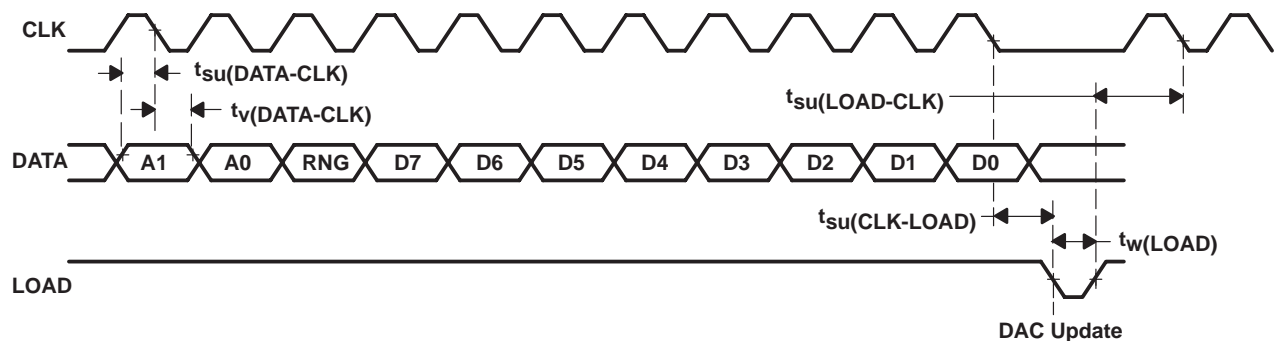 CLK
tsu(DATA-CLK)
tv(DATA-CLK)
tsu(LOAD-CLK)
DATA A1 A0 RNG D7 D6 D5 D4 D3 D2 D1 D0
tsu(CLK-LOAD)
tw(LOAD)
LOAD
DAC Update